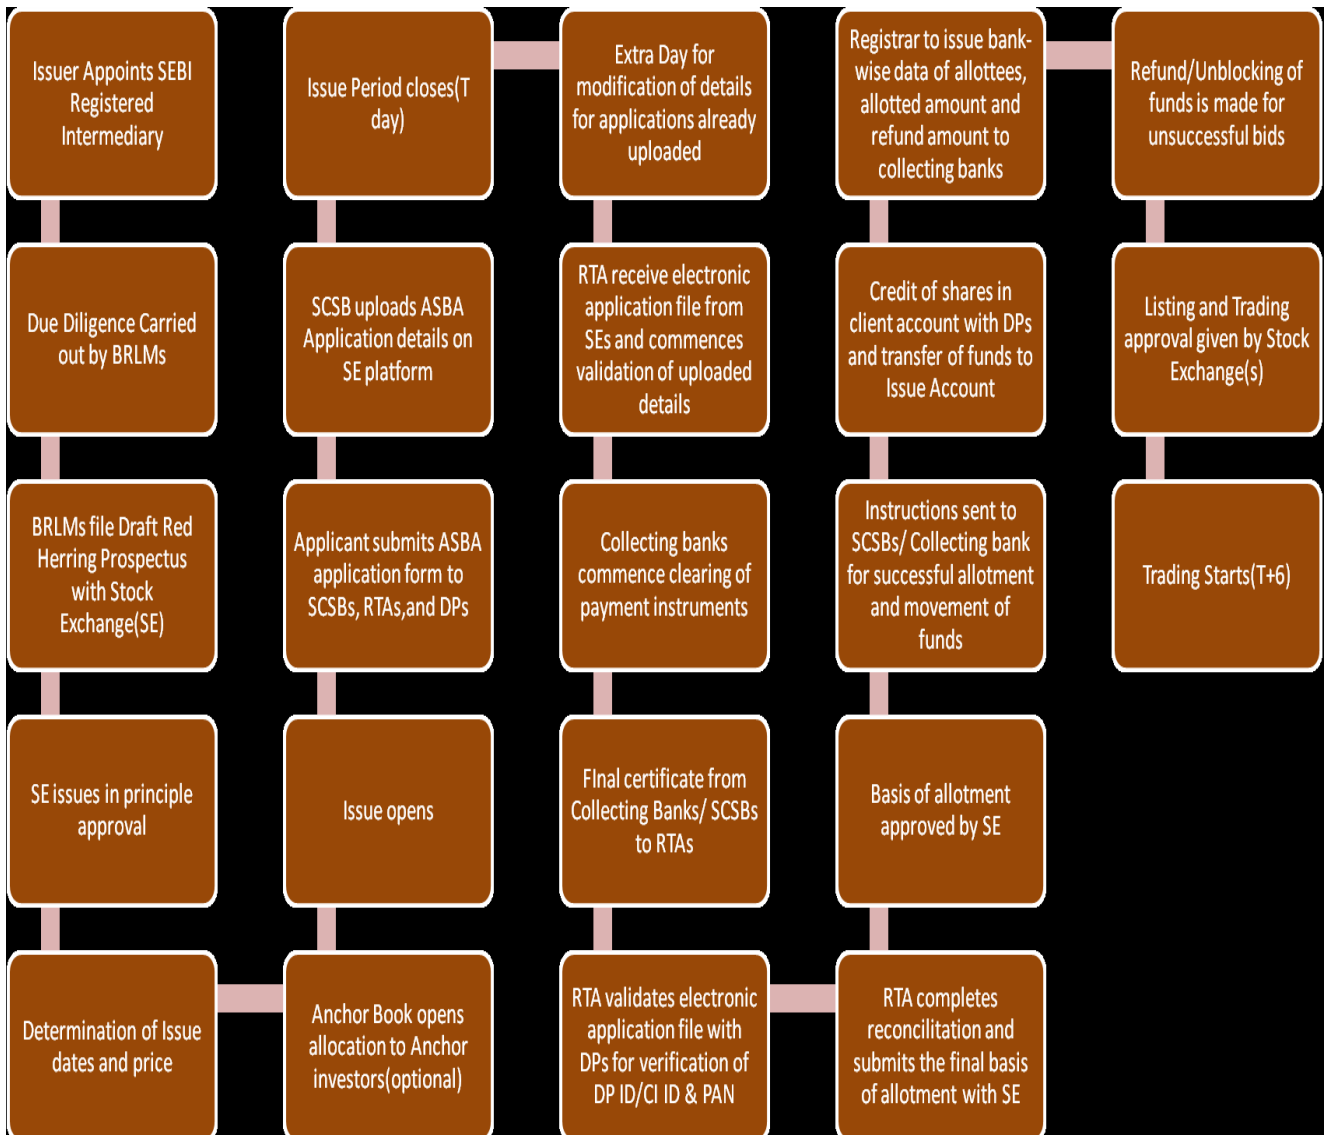 Issuer Appoints SEBI
Registered
Intermediary
Due Diligence Carried
out by BRLMs
BRLMs file Draft Red
Herring Prospectus
with Stock
Exchange(SE)
SE issues in principle
approval
Determination of Issue
dates and price
Anchor Book opens
allocation to Anchor
investors(optional)
Issue opens
Applicant submits ASBA
application form to
SCSBs, RTAs,and DPs
SCSB uploads ASBA
Application details on
SE platform
Issue Period closes(T
day)
Extra Day for
modification of details
for applications already
uploaded
RTA receive electronic
application file from
SEs and commences
validation of uploaded
details
Collecting banks
commence clearing of
payment instruments
FInal certificate from
Collecting Banks/ SCSBs
to RTAs
RTA validates electronic
application file with
DPs for verification of
DP ID/CI ID & PAN
RTA completes
reconcilitation and
submits the final basis
of allotment with SE
Basis of allotment
approved by SE
Instructions sent to
SCSBs/ Collecting bank
for successful allotment
and movement of
funds
Credit of shares in
client account with DPs
and transfer of funds to
Issue Account
Registrar to issue bank-
wise data of allottees,
allotted amount and
refund amount to
collecting banks
Refund/Unblocking of
funds is made for
unsuccessful bids
Listing and Trading
approval given by Stock
Exchange(s)
Trading Starts(T+6)